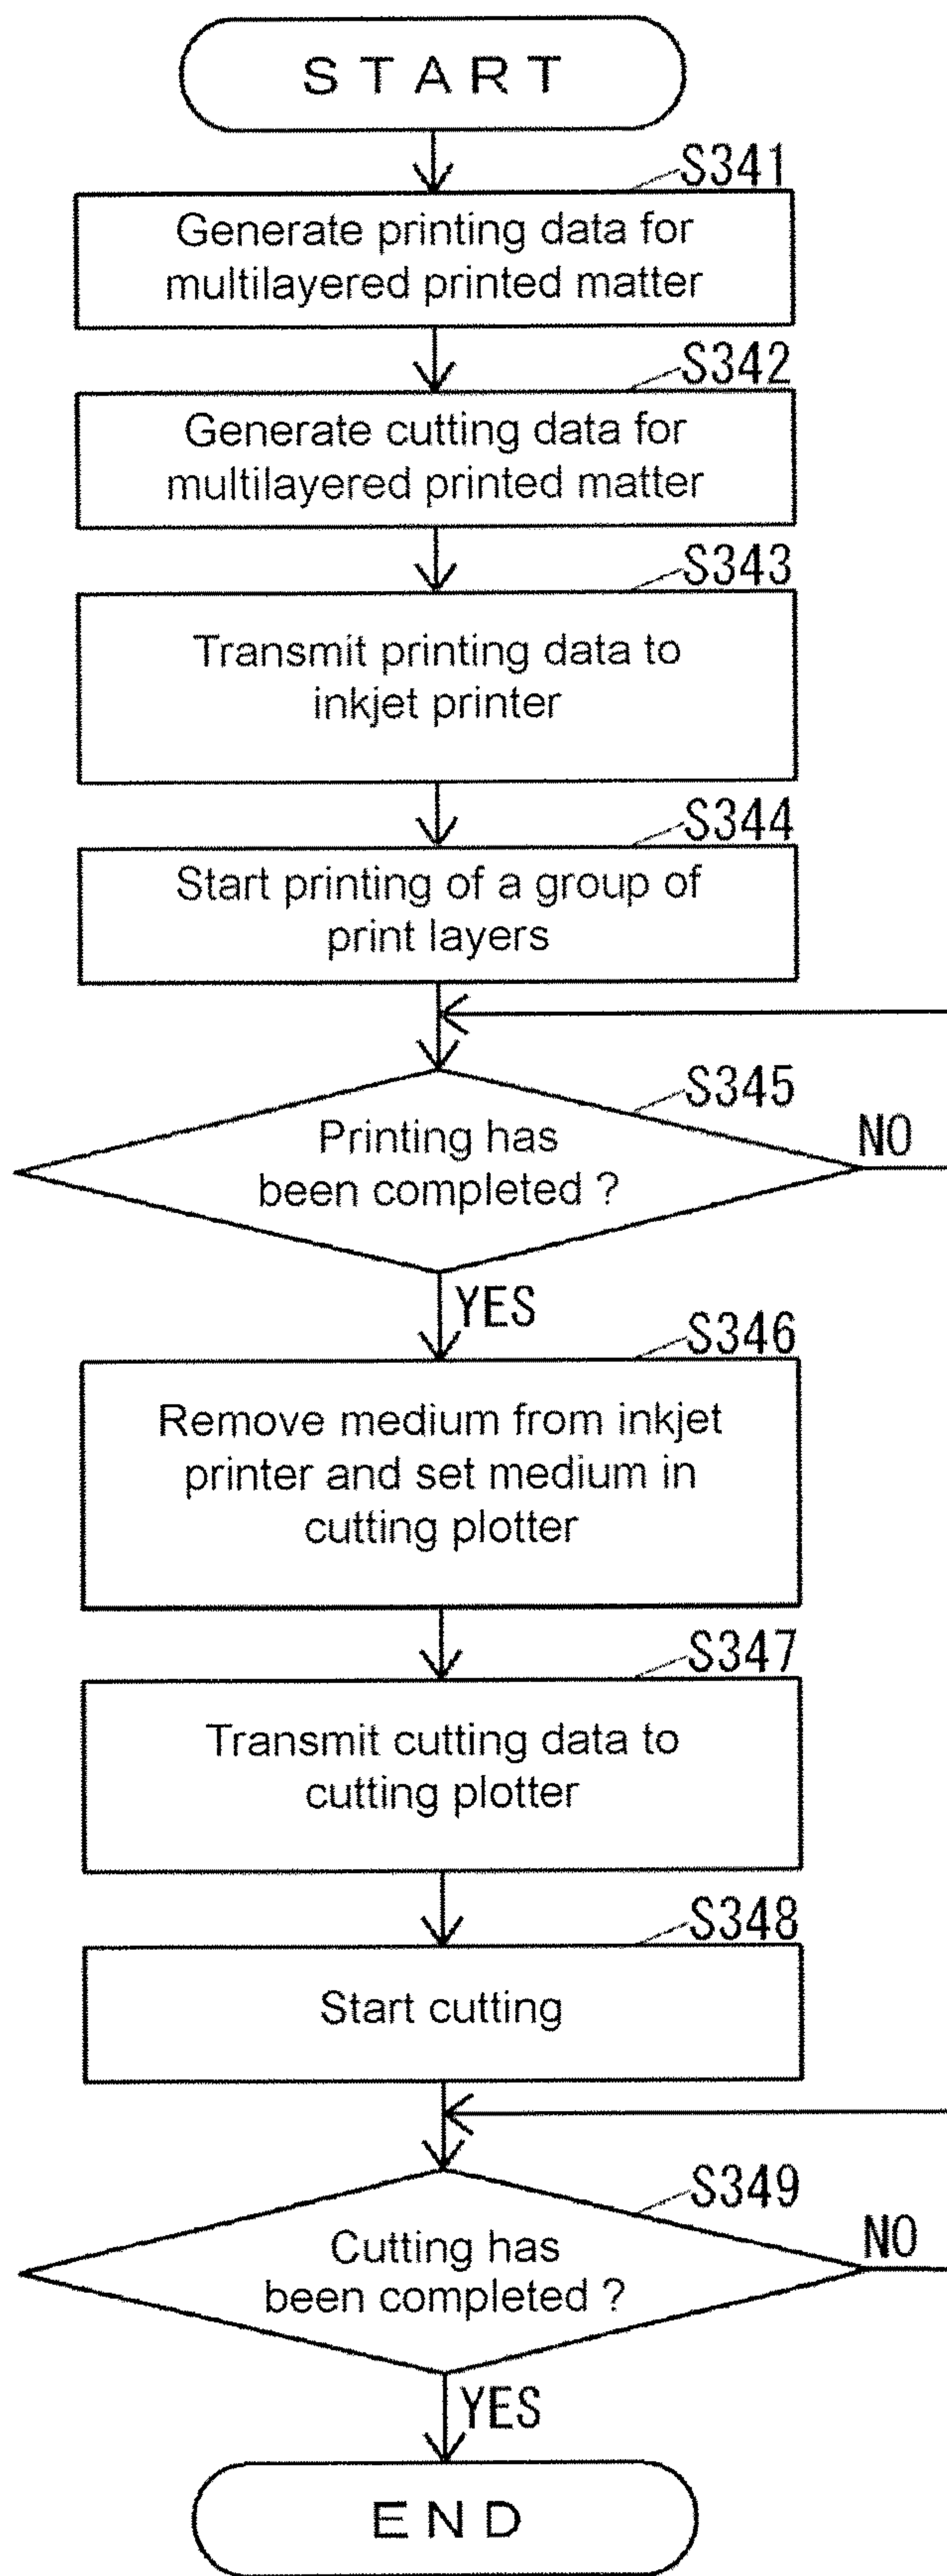 START
S341
Generate printing data for
multilayered printed matter
S342
Generate cutting data for
multilayered printed matter
S343
Transmit printing data to
inkjet printer
S344
Start printing of a group of
print layers
S345
Printing has
been completed ?
NO
YES
S346
Remove medium from inkjet
printer and set medium in
cutting plotter
S347
Transmit cutting data to
cutting plotter
S348
Start cutting
S349
Cutting has
been completed ?
NO
YES
END